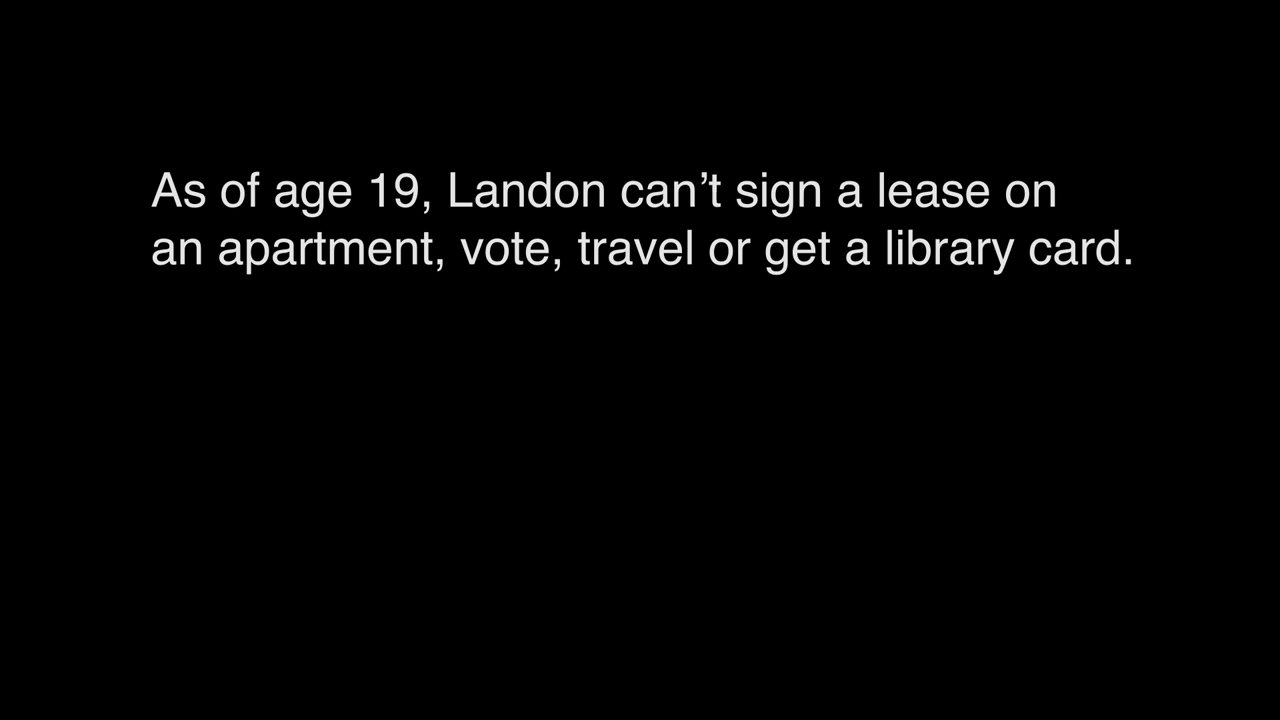 As of age 19, Landon can’t sign a lease on
an apartment, vote, travel or get a library card.